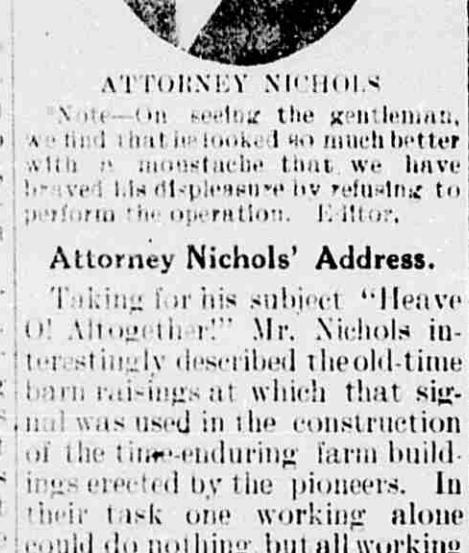 ATTORNEY NICHOLS
*Note—On seeing the gentleman,
we find that he looked so much better
with a moustache that we have
braved his displeasure by refusing to
perform the operation. Editor.
Attorney Nichols' Address.
Taking for his subject "Heave
O! Altogether!" Mr. Nichols in-
terestingly described the old-time
barn raisings at which that sig-
nal was used in the construction
of the time-enduring farm build-
ings erected by the pioneers. In
their task one working alone
could do nothing but all working